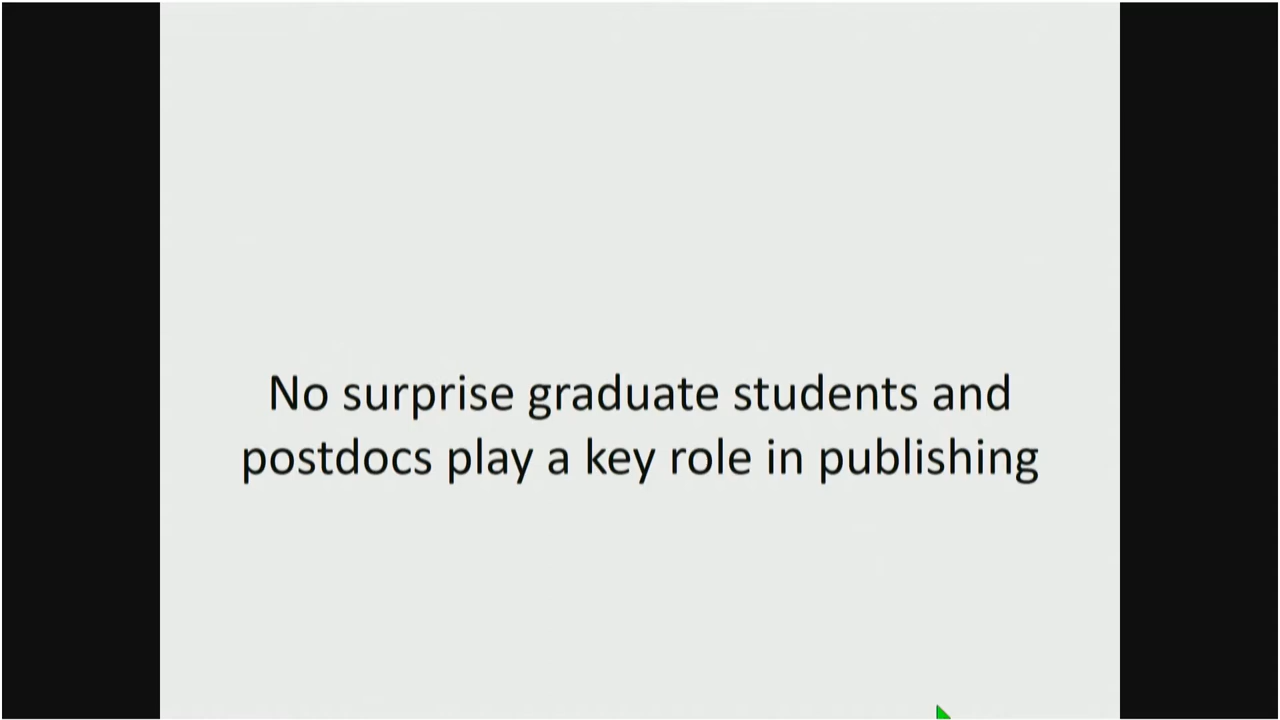 No surprise graduate students and
postdocs play a key role in publishing